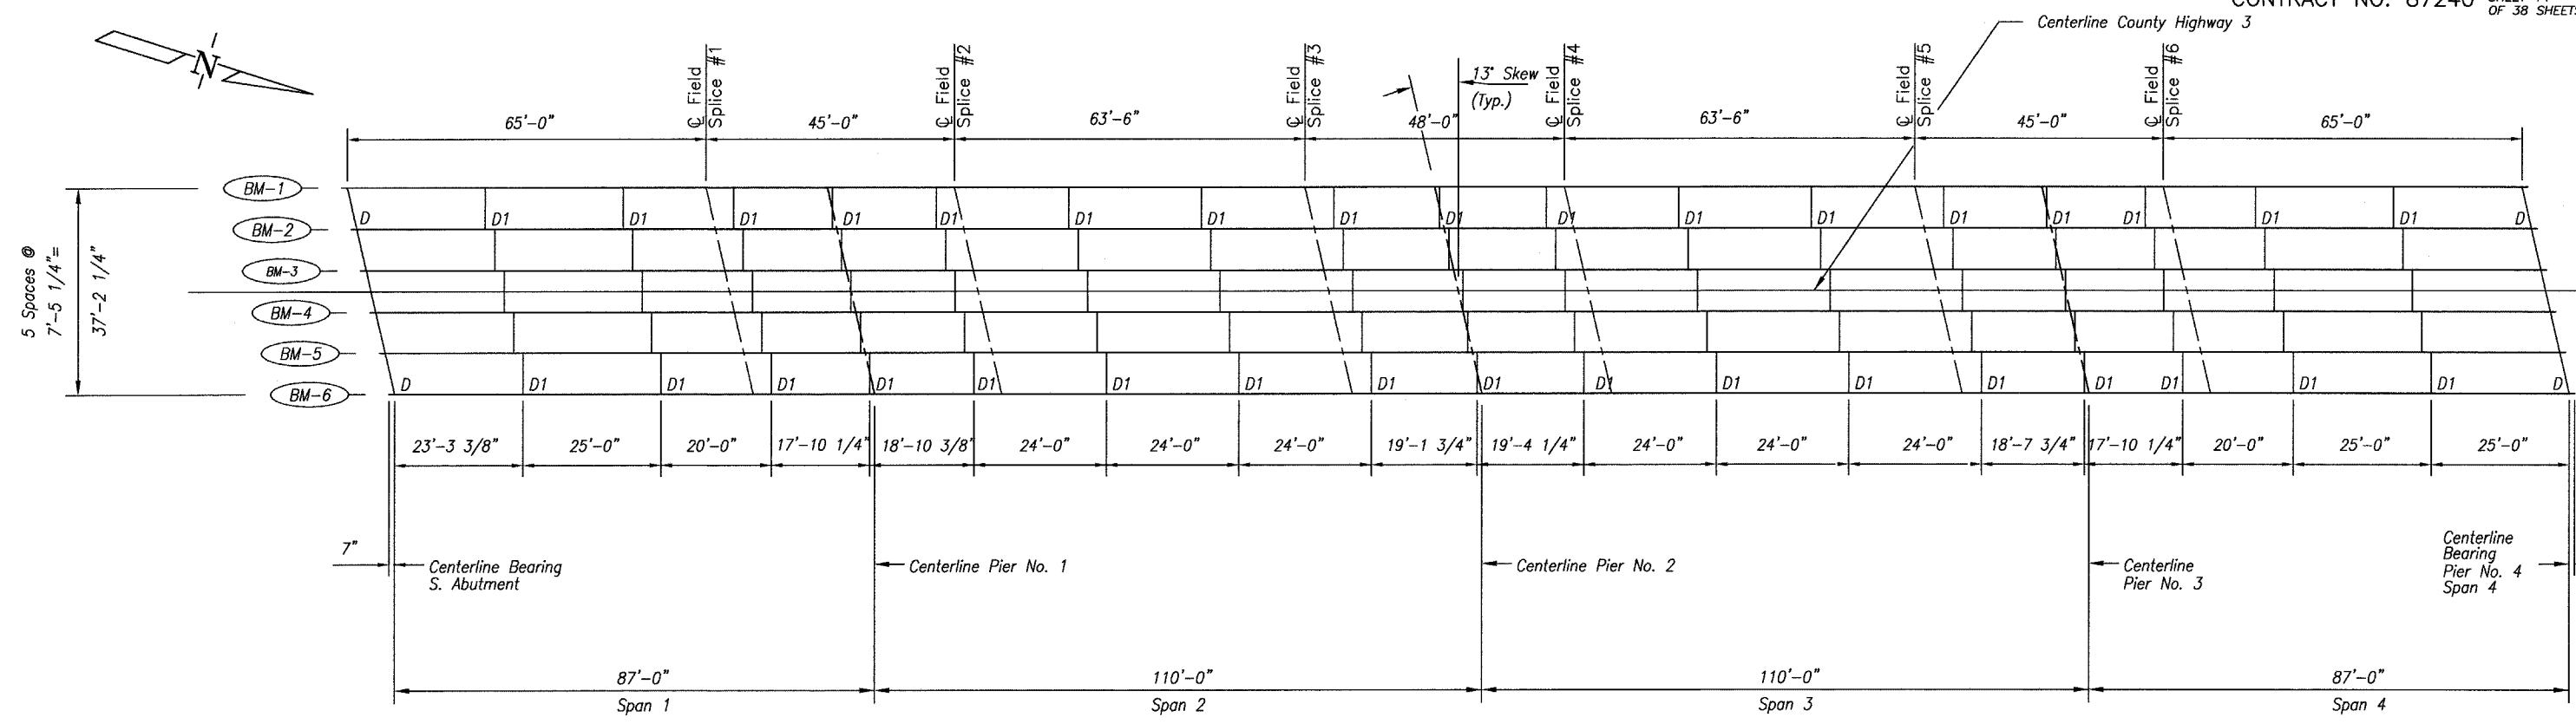 CONTRACT NO. 87240
OF 38 SHEETS
Centerline County Highway 3
N
℄ Field Splice #1
℄ Field Splice #2
℄ Field Splice #3
℄ Field Splice #4
℄ Field Splice #5
℄ Field Splice #6
13° Skew
(Typ.)
65'-0" 45'-0" 63'-6" 48'-0" 63'-6" 45'-0" 65'-0"
BM-1
D D1 D1 D1 D1 D1 D1 D1 D1 D1 D1 D1 D1 D1 D1 D1 D1 D1 D
BM-2
BM-3
BM-4
BM-5
D D1 D1 D1 D1 D1 D1 D1 D1 D1 D1 D1 D1 D1 D1 D1 D1 D1 D
BM-6
5 Spaces @
7'-5 1/4"=
37'-2 1/4"
23'-3 3/8" 25'-0" 20'-0" 17'-10 1/4" 18'-10 3/8" 24'-0" 24'-0" 24'-0" 19'-1 3/4" 19'-4 1/4" 24'-0" 24'-0" 24'-0" 18'-7 3/4" 17'-10 1/4" 20'-0" 25'-0" 25'-0"
7"
Centerline Bearing
S. Abutment
Centerline Pier No. 1
Centerline Pier No. 2
Centerline
Pier No. 3
Centerline
Bearing
Pier No. 4
Span 4
87'-0" 110'-0" 110'-0" 87'-0"
Span 1 Span 2 Span 3 Span 4